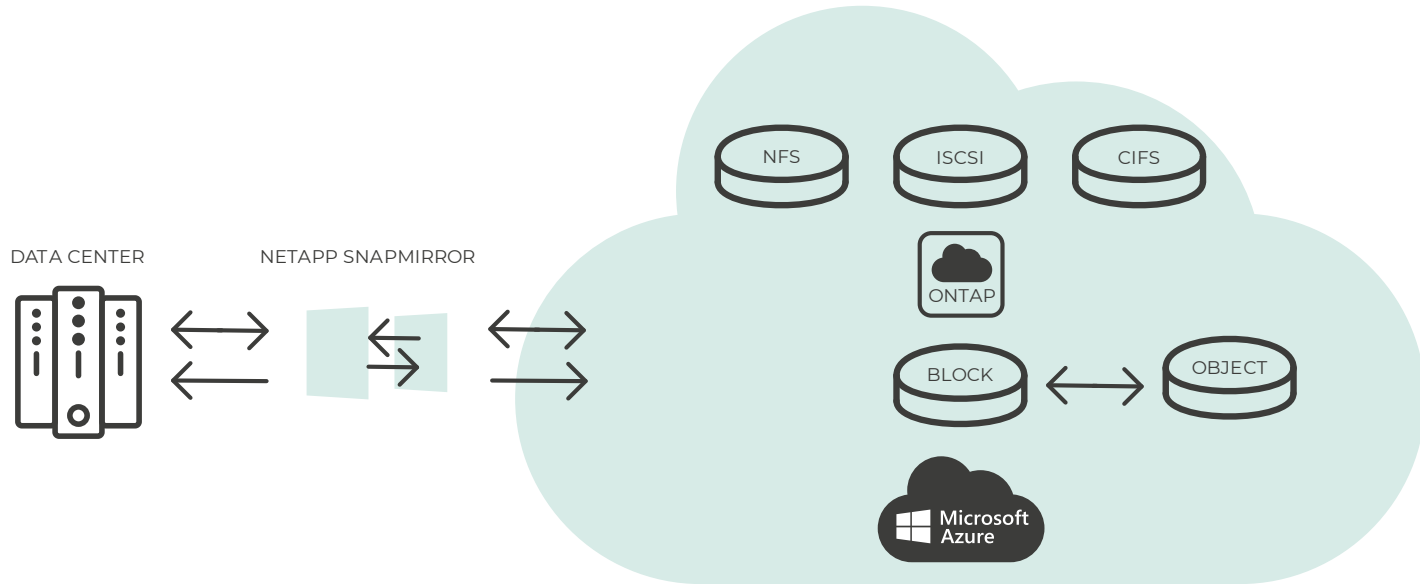 NFS
ISCSI
CIFS
DATA CENTER
NETAPP SNAPMIRROR
ONTAP
BLOCK
OBJECT
Microsoft
Azure